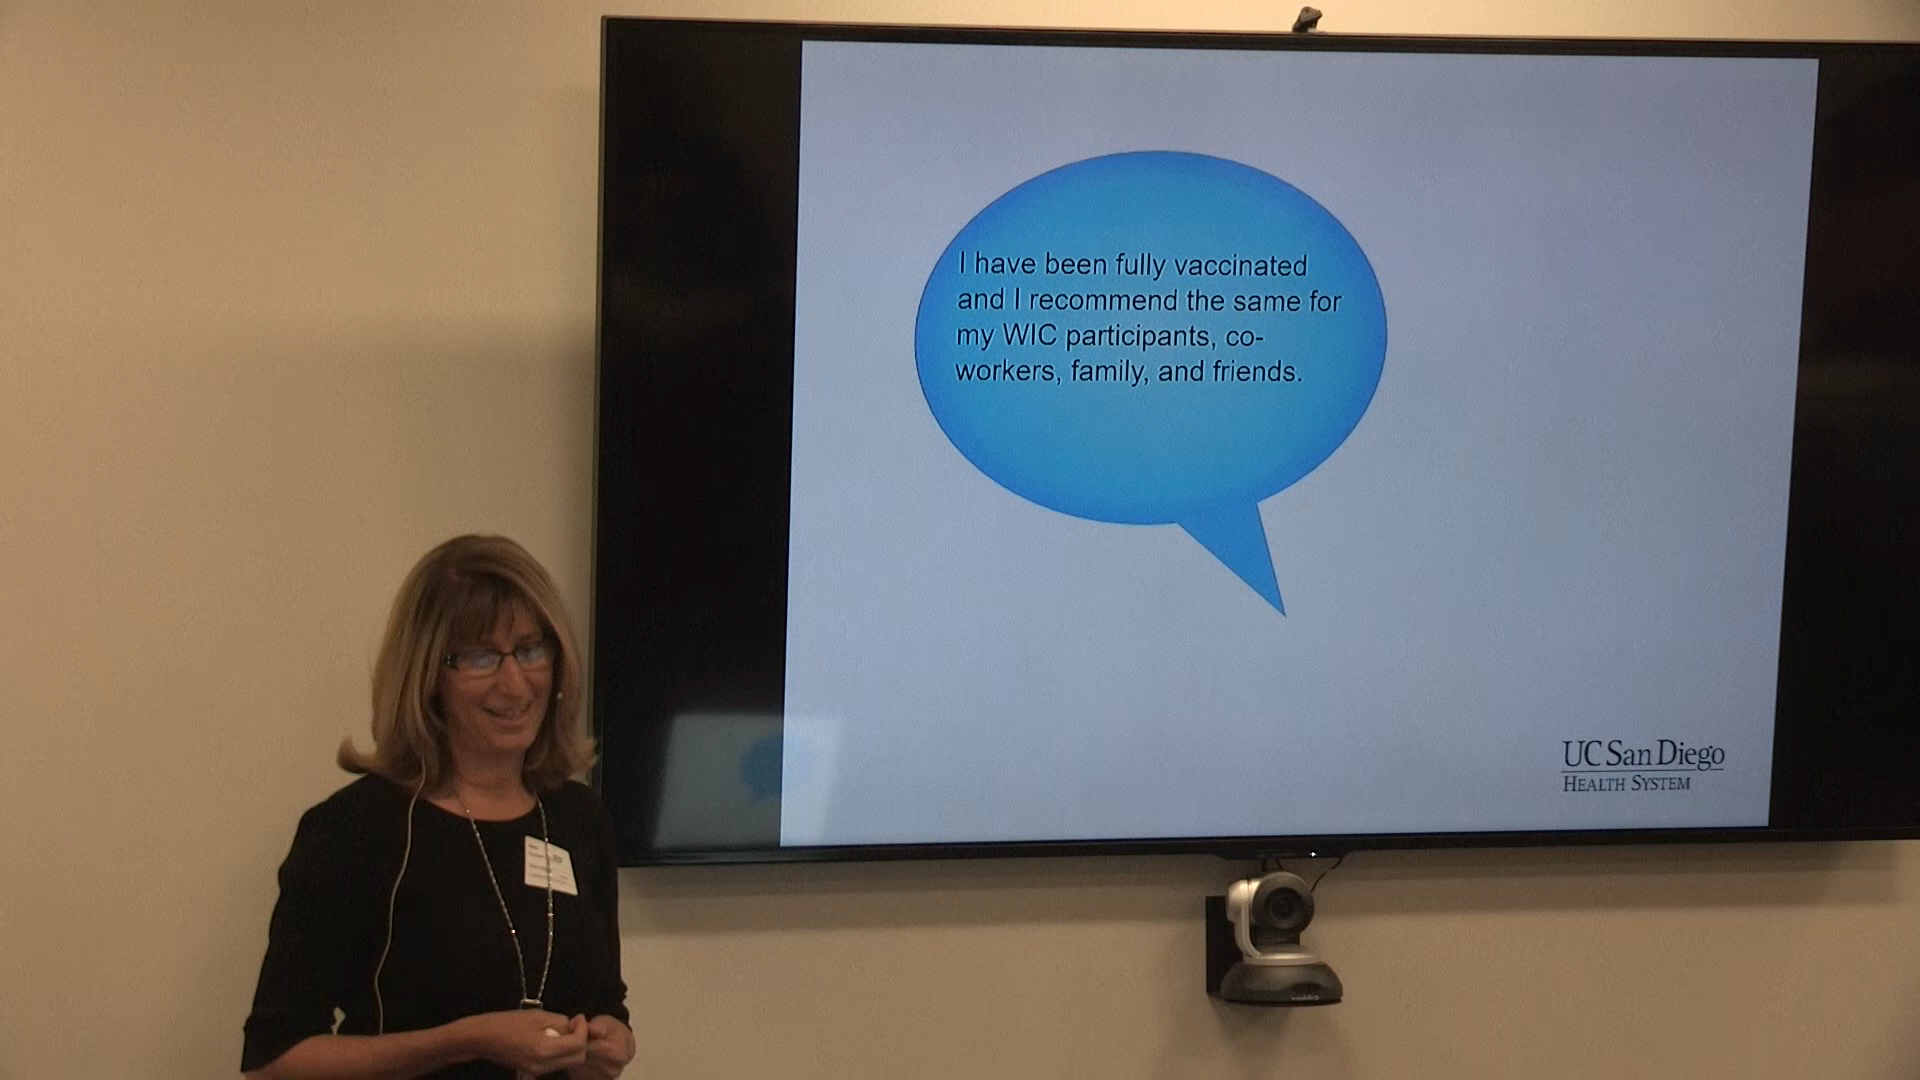 I have been fully vaccinated
and I recommend the same for
my WIC participants, co-
workers, family, and friends.
UC San Diego
HEALTH SYSTEM